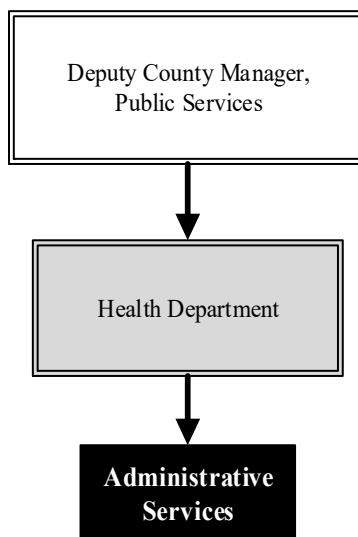 Deputy County Manager,
Public Services
Health Department
Administrative
Services